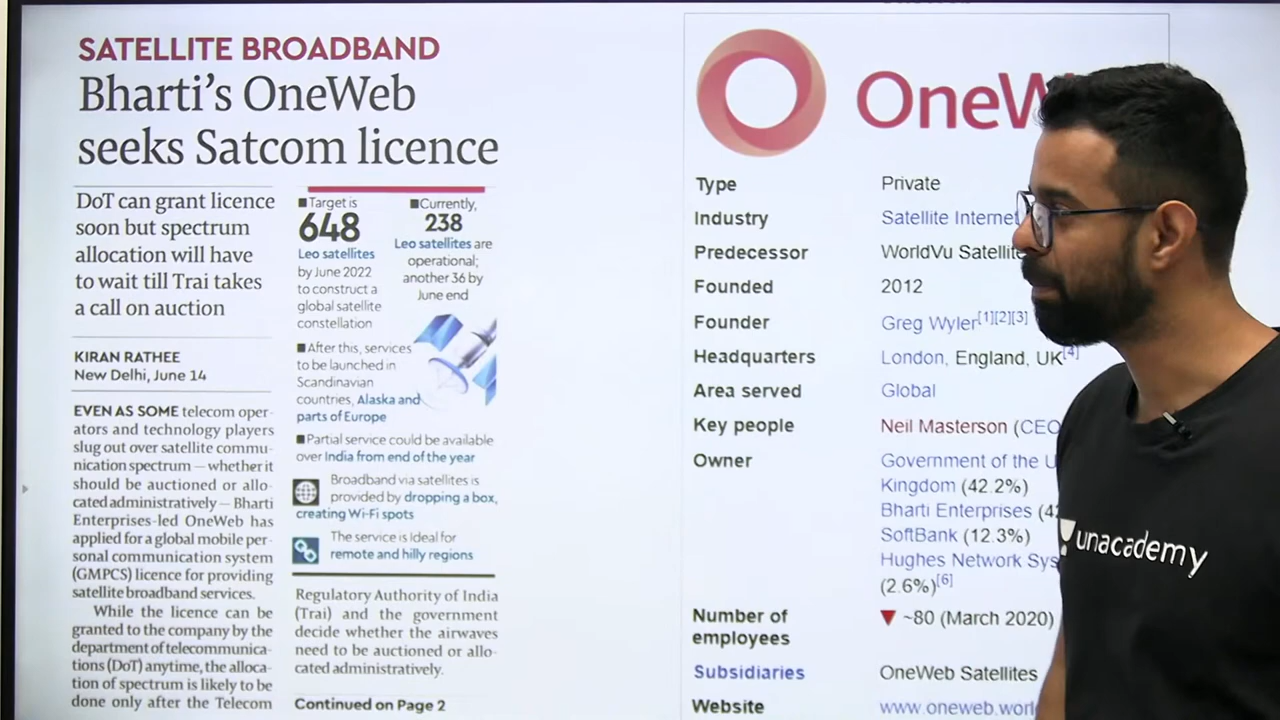 SATELLITE BROADBAND
Bharti's OneWeb
seeks Satcom licence
DoT can grant licence
soon but spectrum
allocation will have
to wait till Trai takes
a call on auction
KIRAN RATHEE
New Delhi, June 14
EVEN AS SOME telecom oper-
ators and technology players
slug out over satellite commu-
nication spectrum — whether it
should be auctioned or allo-
cated administratively — Bharti
Enterprises-led OneWeb has
applied for a global mobile per-
sonal communication system
(GMPCS) licence for providing
satellite broadband services.
While the licence can be
granted to the company by the
department of telecommunica-
tions (DoT) anytime, the alloca-
tion of spectrum is likely to be
done only after the Telecom
■Target is
648
Leo satellites
by June 2022
to construct a
global satellite
constellation
■Currently,
238
Leo satellites are
operational;
another 36 by
June end
■After this, services
to be launched in
Scandinavian
countries, Alaska and
parts of Europe
■Partial service could be available
over India from end of the year
Broadband via satellites is
provided by dropping a box,
creating Wi-Fi spots
The service is Ideal for
remote and hilly regions
Regulatory Authority of India
(Trai) and the government
decide whether the airwaves
need to be auctioned or allo-
cated administratively.
Continued on Page 2
OneW
Type Private
Industry Satellite Internet
Predecessor WorldVu Satellite
Founded 2012
Founder Greg Wyler[1][2][3]
Headquarters London, England, UK[4]
Area served Global
Key people Neil Masterson (CEO
Owner Government of the U
Kingdom (42.2%)
Bharti Enterprises (4
SoftBank (12.3%)
Hughes Network Sys
(2.6%)[6]
Number of ▼ ~80 (March 2020)
employees
Subsidiaries OneWeb Satellites
Website www.oneweb.worl
unacademy